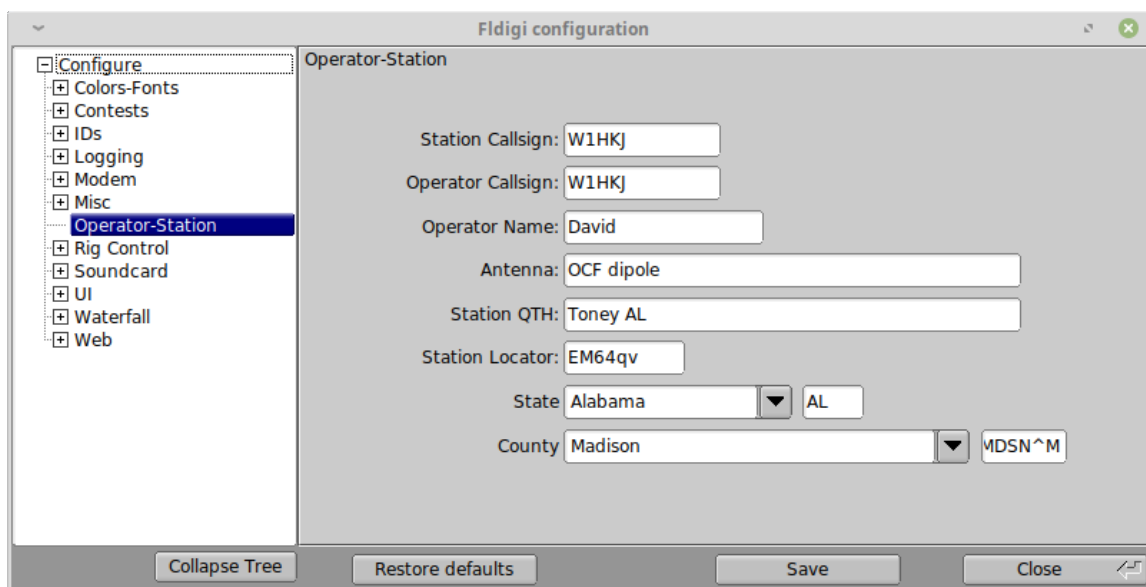 Fldigi configuration
Configure
Colors-Fonts
Contests
IDs
Logging
Modem
Misc
Operator-Station
Rig Control
Soundcard
UI
Waterfall
Web
Operator-Station
Station Callsign: W1HKJ
Operator Callsign: W1HKJ
Operator Name: David
Antenna: OCF dipole
Station QTH: Toney AL
Station Locator: EM64qv
State Alabama AL
County Madison MDSN^M
Collapse Tree Restore defaults Save Close